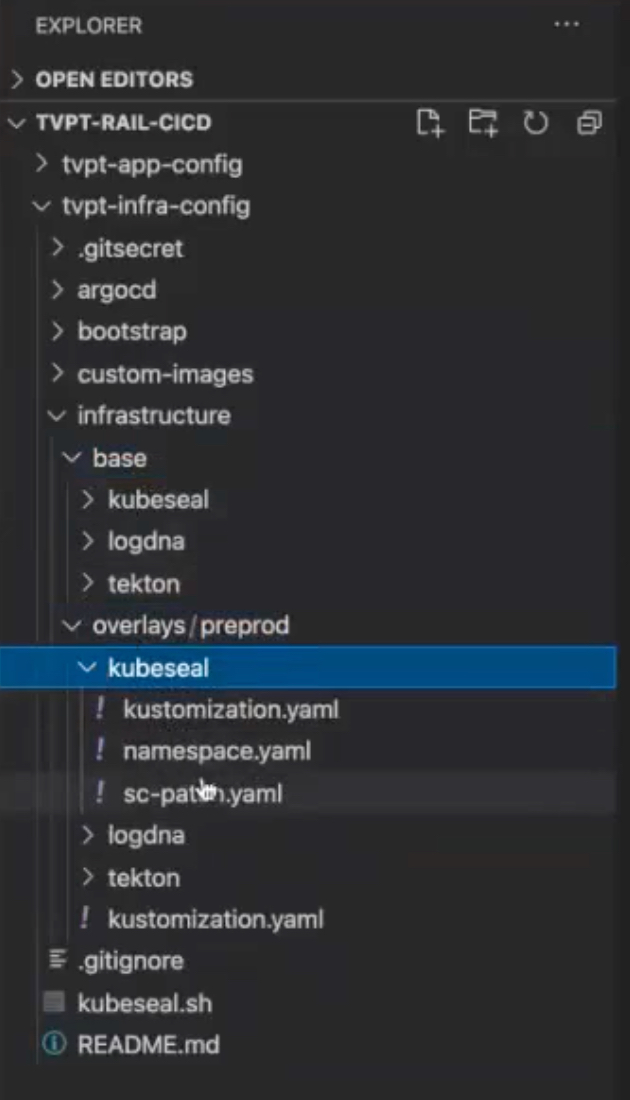 EXPLORER
OPEN EDITORS
TVPT-RAIL-CICD
tvpt-app-config
tvpt-infra-config
.gitsecret
argocd
bootstrap
custom-images
infrastructure
base
kubeseal
logdna
tekton
overlays/preprod
kubeseal
kustomization.yaml
namespace.yaml
sc-patch.yaml
logdna
tekton
kustomization.yaml
.gitignore
kubeseal.sh
README.md